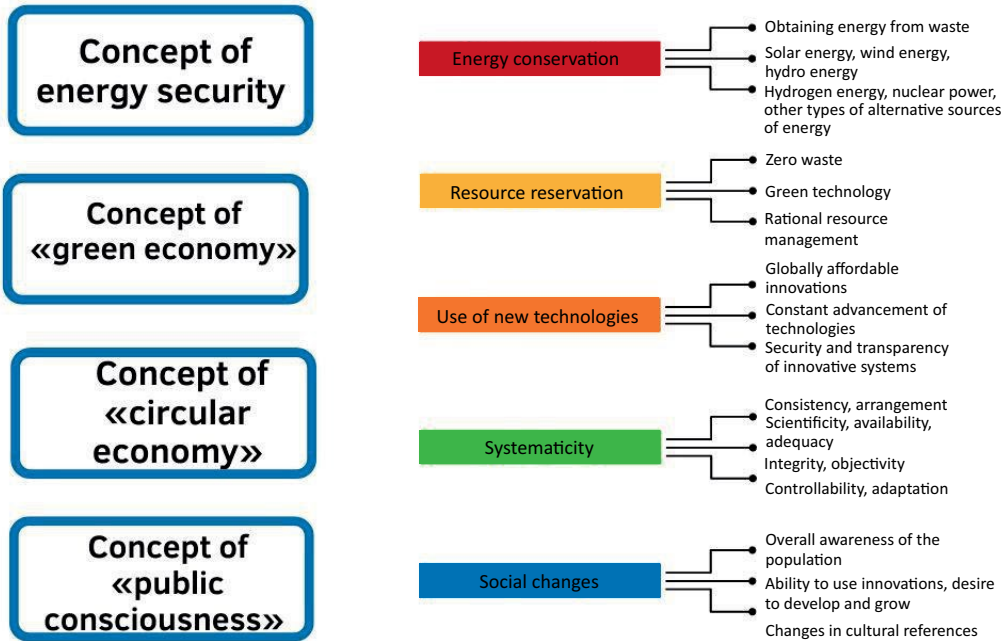 Concept of
energy security
Concept of
«green economy»
Concept of
«circular
economy»
Concept of
«public
consciousness»
Energy conservation
Obtaining energy from waste
Solar energy, wind energy,
hydro energy
Hydrogen energy, nuclear power,
other types of alternative sources
of energy
Resource reservation
Zero waste
Green technology
Rational resource
management
Use of new technologies
Globally affordable
innovations
Constant advancement of
technologies
Security and transparency
of innovative systems
Systematicity
Consistency, arrangement
Scientificity, availability,
adequacy
Integrity, objectivity
Controllability, adaptation
Social changes
Overall awareness of the
population
Ability to use innovations, desire
to develop and grow
Changes in cultural references